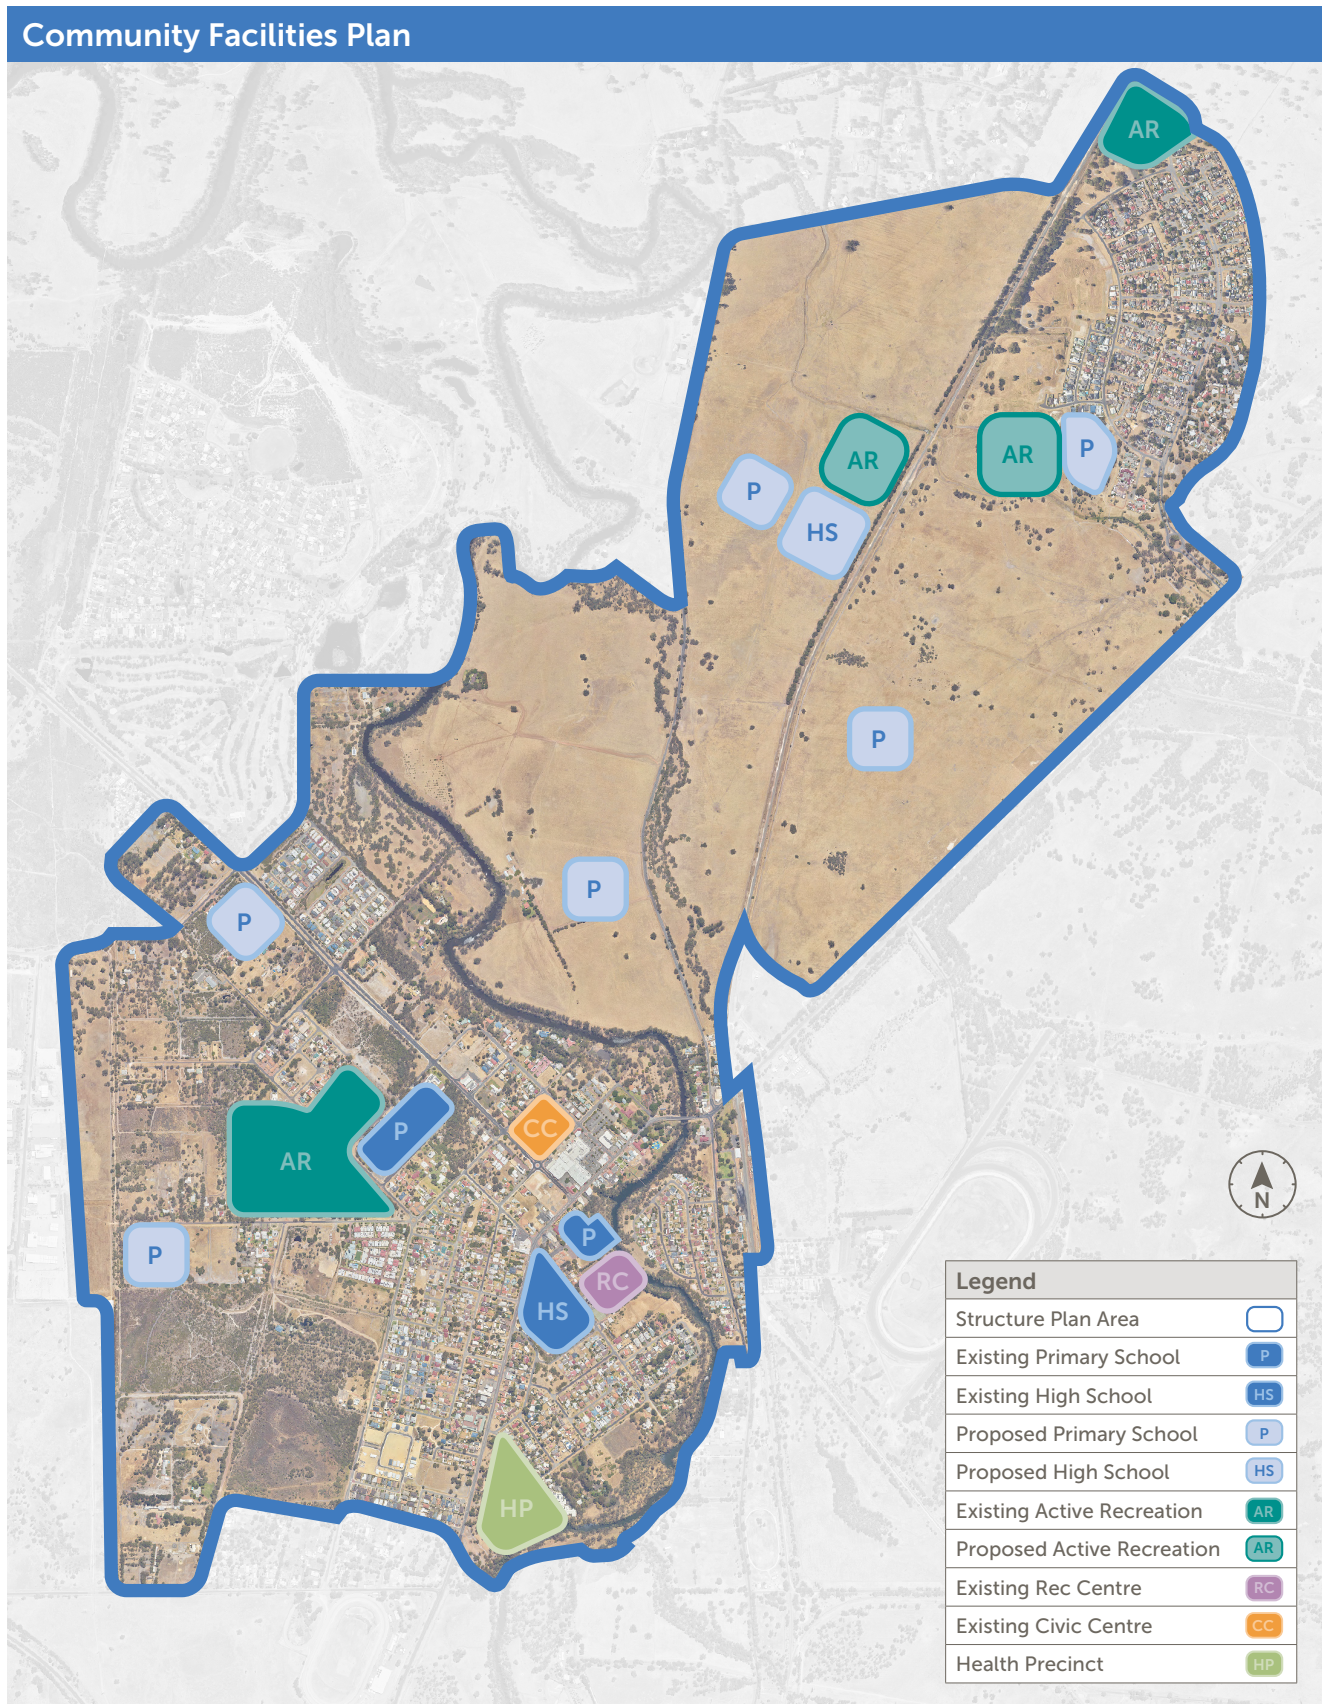 Community Facilities Plan
AR
AR
AR
P
P
HS
P
P
P
AR
P
CC
P
P
RC
HS
HP
N
Legend
Structure Plan Area
Existing Primary School P
Existing High School HS
Proposed Primary School P
Proposed High School HS
Existing Active Recreation AR
Proposed Active Recreation AR
Existing Rec Centre RC
Existing Civic Centre CC
Health Precinct HP